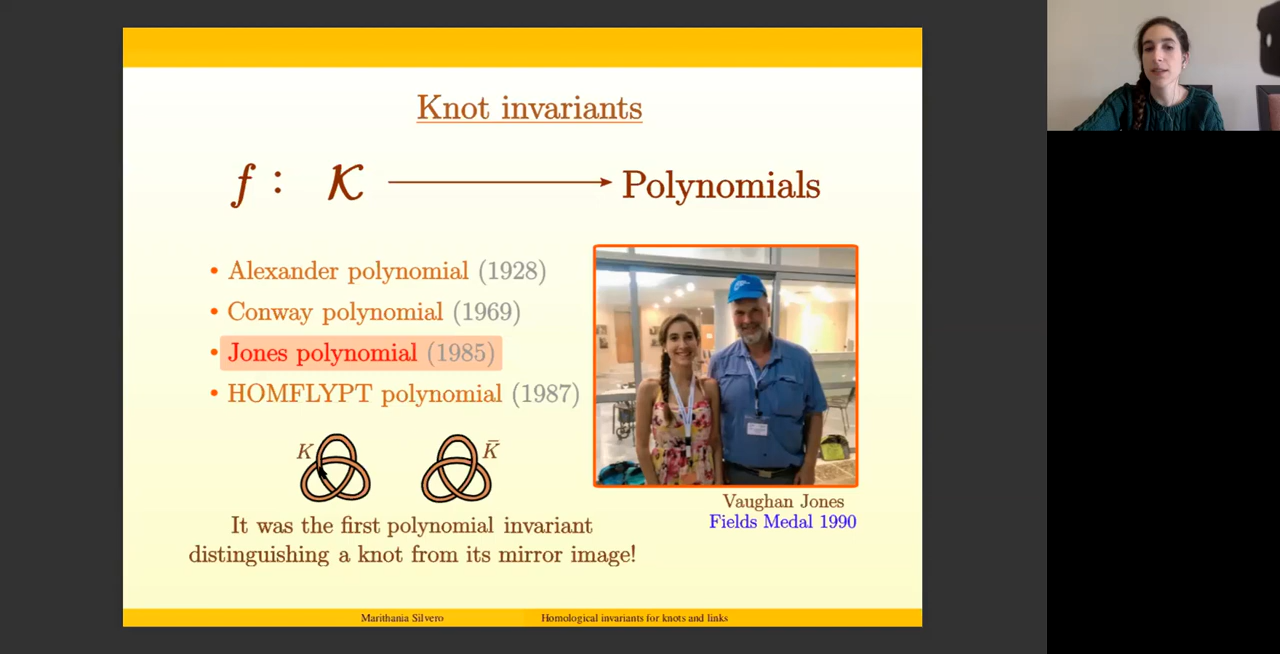 Knot invariants
f : K ⟶ Polynomials
• Alexander polynomial (1928)
• Conway polynomial (1969)
• Jones polynomial (1985)
• HOMFLYPT polynomial (1987)
K
K̄
It was the first polynomial invariant
distinguishing a knot from its mirror image!
Vaughan Jones
Fields Medal 1990
Marithania Silvero Homological invariants for knots and links